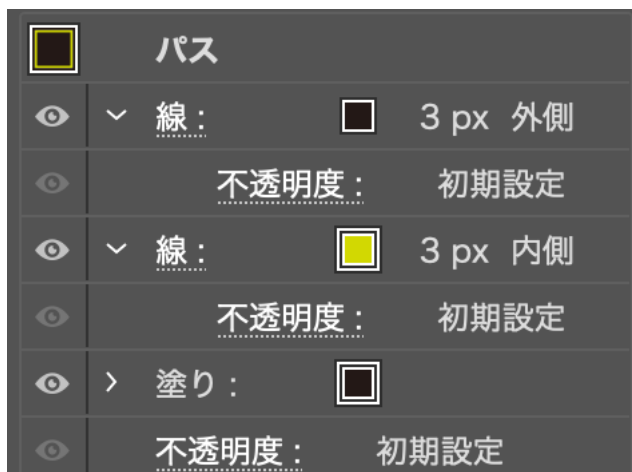 パス
線： 3 px 外側
不透明度： 初期設定
線： 3 px 内側
不透明度： 初期設定
塗り：
不透明度： 初期設定